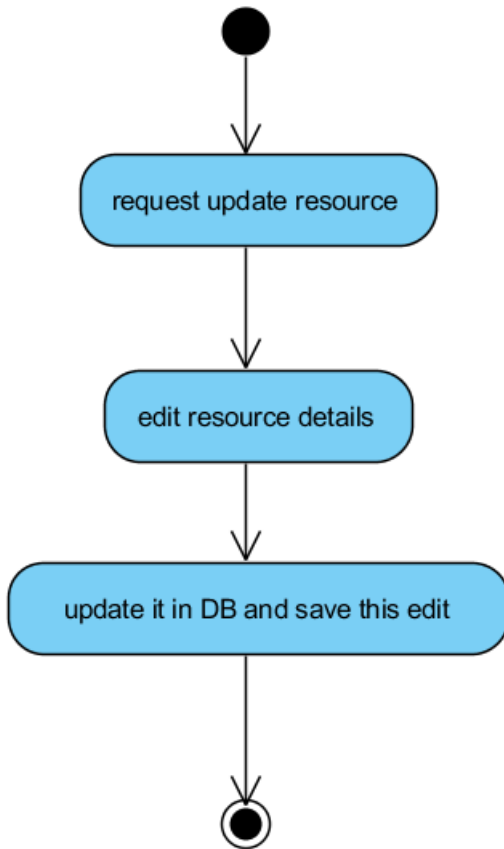 request update resource
edit resource details
update it in DB and save this edit